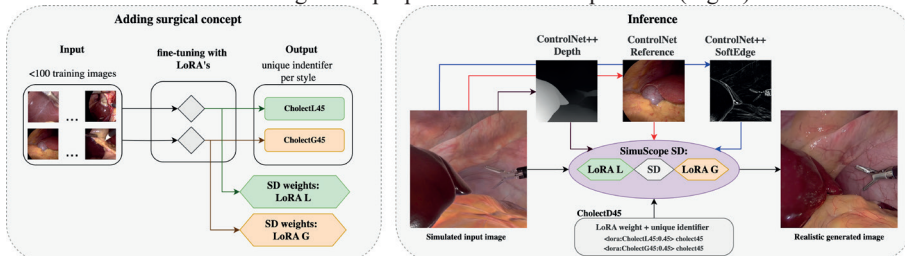 Adding surgical concept
Input
<100 training images
...
...
fine-tuning with
LoRA's
Output
unique indentifer
per style
CholectL45
CholectG45
SD weights:
LoRA L
SD weights:
LoRA G
Inference
ControlNet++
Depth
ControlNet
Reference
ControlNet++
SoftEdge
SimuScope SD:
LoRA L
SD
LoRA G
CholectD45
LoRA weight + unique identifier
<lora:CholectL45:0.45> cholect45
<lora:CholectG45:0.45> cholect45
Simulated input image
Realistic generated image